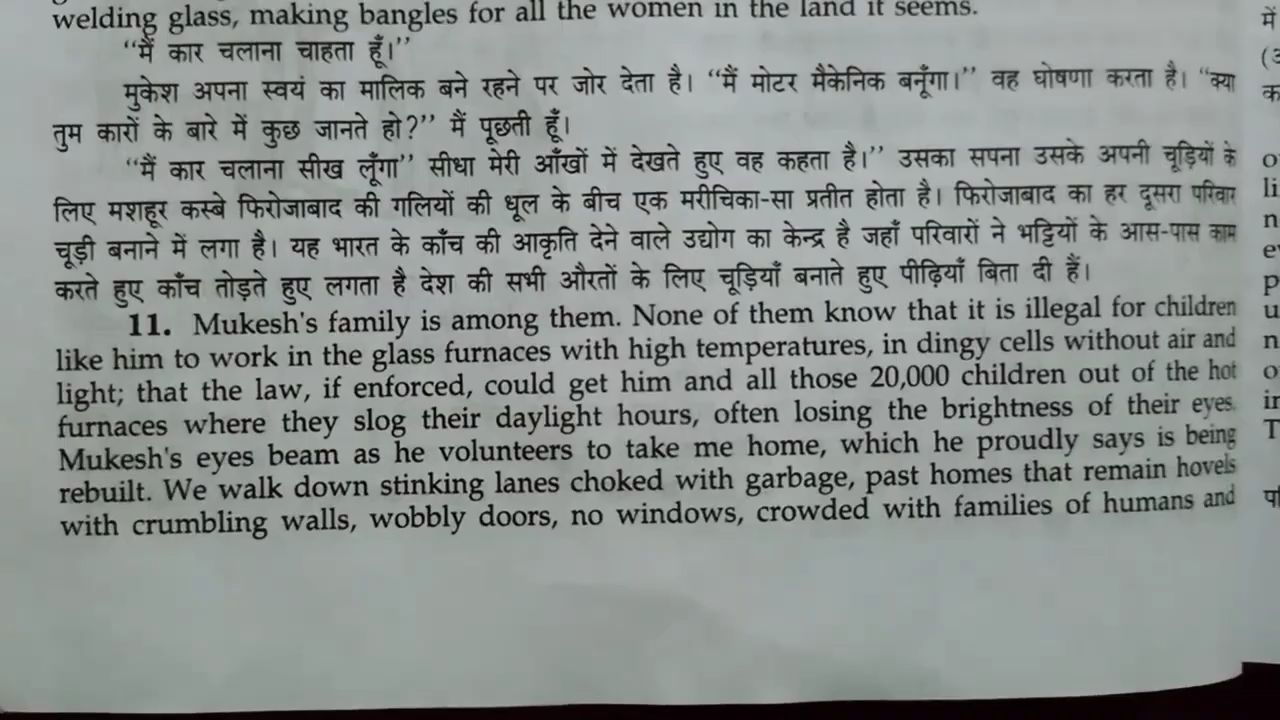 welding glass, making bangles for all the women in the land it seems.
‘‘मैं कार चलाना चाहता हूँ।’’
मुकेश अपना स्वयं का मालिक बने रहने पर जोर देता है। ‘‘मैं मोटर मैकेनिक बनूँगा।’’ वह घोषणा करता है। ‘‘क्या
तुम कारों के बारे में कुछ जानते हो?’’ मैं पूछती हूँ।
‘‘मैं कार चलाना सीख लूँगा’’ सीधा मेरी आँखों में देखते हुए वह कहता है।’’ उसका सपना उसके अपनी चूड़ियों के
लिए मशहूर कस्बे फिरोजाबाद की गलियों की धूल के बीच एक मरीचिका-सा प्रतीत होता है। फिरोजाबाद का हर दूसरा परिवार
चूड़ी बनाने में लगा है। यह भारत के काँच की आकृति देने वाले उद्योग का केन्द्र है जहाँ परिवारों ने भट्टियों के आस-पास काम
करते हुए काँच तोड़ते हुए लगता है देश की सभी औरतों के लिए चूड़ियाँ बनाते हुए पीढ़ियाँ बिता दी हैं।
11. Mukesh's family is among them. None of them know that it is illegal for children
like him to work in the glass furnaces with high temperatures, in dingy cells without air and
light; that the law, if enforced, could get him and all those 20,000 children out of the hot
furnaces where they slog their daylight hours, often losing the brightness of their eyes.
Mukesh's eyes beam as he volunteers to take me home, which he proudly says is being
rebuilt. We walk down stinking lanes choked with garbage, past homes that remain hovels
with crumbling walls, wobbly doors, no windows, crowded with families of humans and